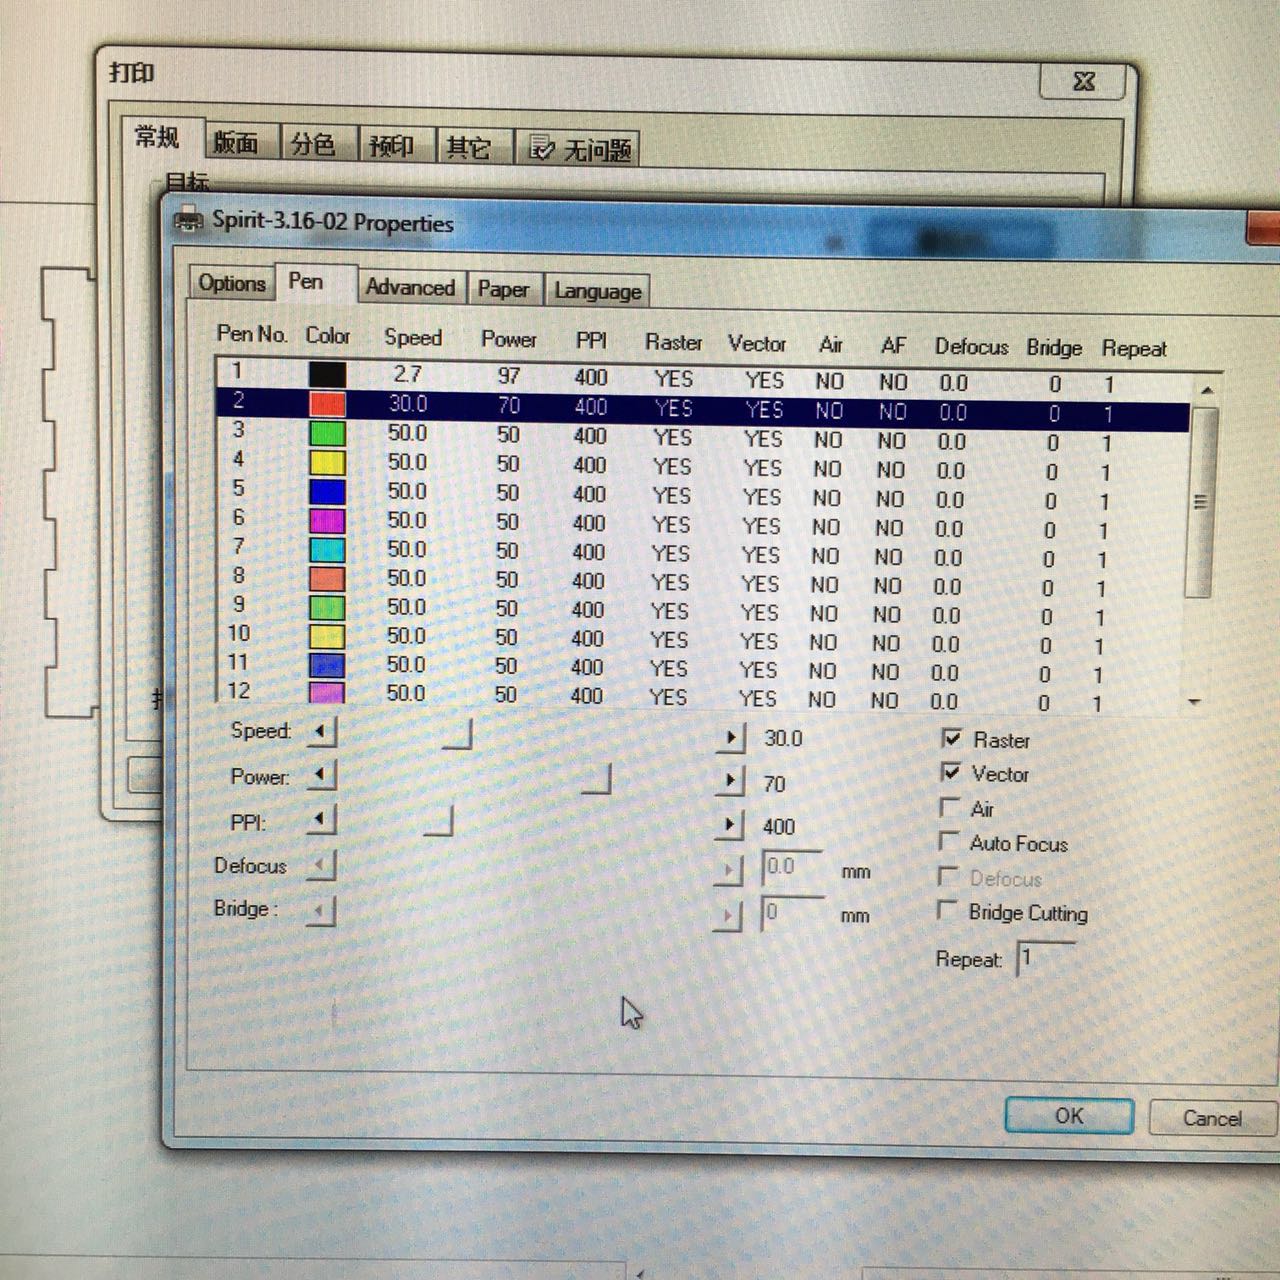 打印
常规 版面 分色 预印 其它 无问题
目标
Spirit-3.16-02 Properties
Options Pen Advanced Paper Language
Pen No. Color Speed Power PPI Raster Vector Air AF Defocus Bridge Repeat
1 2.7 97 400 YES YES NO NO 0.0 0 1
2 30.0 70 400 YES YES NO NO 0.0 0 1
3 50.0 50 400 YES YES NO NO 0.0 0 1
4 50.0 50 400 YES YES NO NO 0.0 0 1
5 50.0 50 400 YES YES NO NO 0.0 0 1
6 50.0 50 400 YES YES NO NO 0.0 0 1
7 50.0 50 400 YES YES NO NO 0.0 0 1
8 50.0 50 400 YES YES NO NO 0.0 0 1
9 50.0 50 400 YES YES NO NO 0.0 0 1
10 50.0 50 400 YES YES NO NO 0.0 0 1
11 50.0 50 400 YES YES NO NO 0.0 0 1
12 50.0 50 400 YES YES NO NO 0.0 0 1
Speed: 30.0 Raster
Power: 70 Vector
PPI: 400 Air
Auto Focus
Defocus 0.0 mm Defocus
Bridge : 0 mm Bridge Cutting
Repeat: 1
OK Cancel